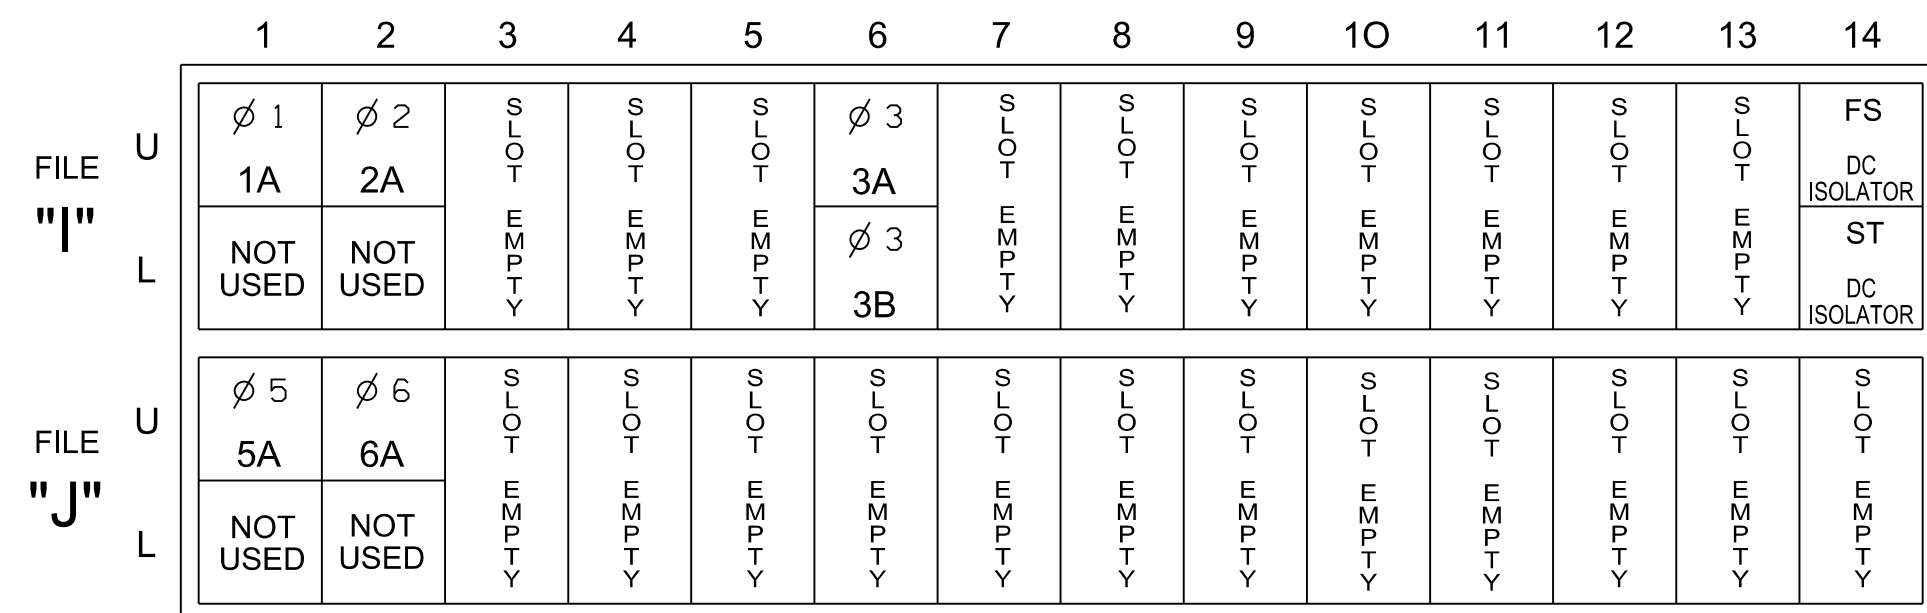 1 2 3 4 5 6 7 8 9 10 11 12 13 14
FILE
"I"
U
L
Ø 1
1A
NOT
USED
Ø 2
2A
NOT
USED
SLOT EMPTY
SLOT EMPTY
SLOT EMPTY
Ø 3
3A
Ø 3
3B
SLOT EMPTY
SLOT EMPTY
SLOT EMPTY
SLOT EMPTY
SLOT EMPTY
SLOT EMPTY
SLOT EMPTY
FS
DC
ISOLATOR
ST
DC
ISOLATOR
FILE
"J"
U
L
Ø 5
5A
NOT
USED
Ø 6
6A
NOT
USED
SLOT EMPTY
SLOT EMPTY
SLOT EMPTY
SLOT EMPTY
SLOT EMPTY
SLOT EMPTY
SLOT EMPTY
SLOT EMPTY
SLOT EMPTY
SLOT EMPTY
SLOT EMPTY
SLOT EMPTY